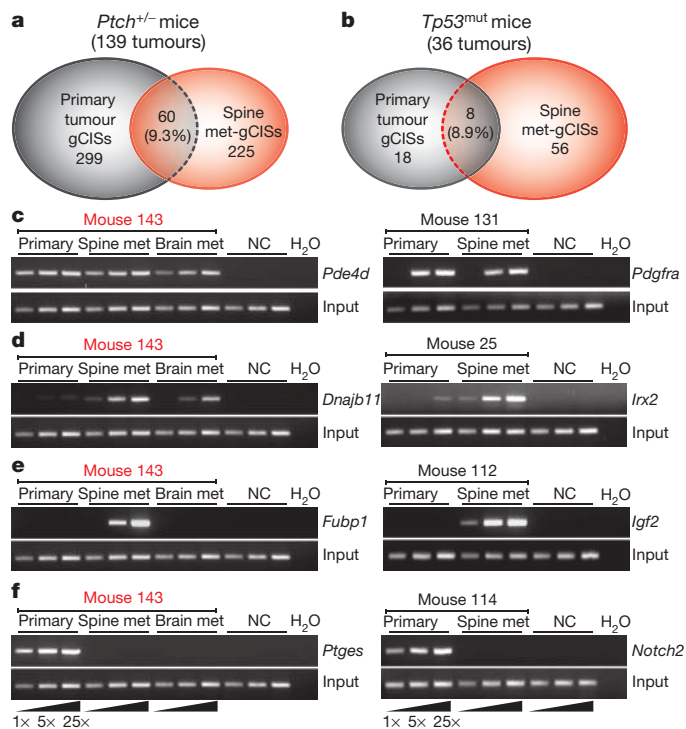 a
Ptch+/− mice
(139 tumours)
b
Tp53mut mice
(36 tumours)
Primary
tumour
gCISs
299
60
(9.3%)
Spine
met-gCISs
225
Primary
tumour
gCISs
18
8
(8.9%)
Spine
met-gCISs
56
c
Mouse 143
Primary Spine met Brain met NC H2O
Pde4d
Input
Mouse 131
Primary Spine met NC H2O
Pdgfra
Input
d
Mouse 143
Primary Spine met Brain met NC H2O
Dnajb11
Input
Mouse 25
Primary Spine met NC H2O
Irx2
Input
e
Mouse 143
Primary Spine met Brain met NC H2O
Fubp1
Input
Mouse 112
Primary Spine met NC H2O
Igf2
Input
f
Mouse 143
Primary Spine met Brain met NC H2O
Ptges
Input
1× 5× 25×
Mouse 114
Primary Spine met NC H2O
Notch2
Input
1× 5× 25×